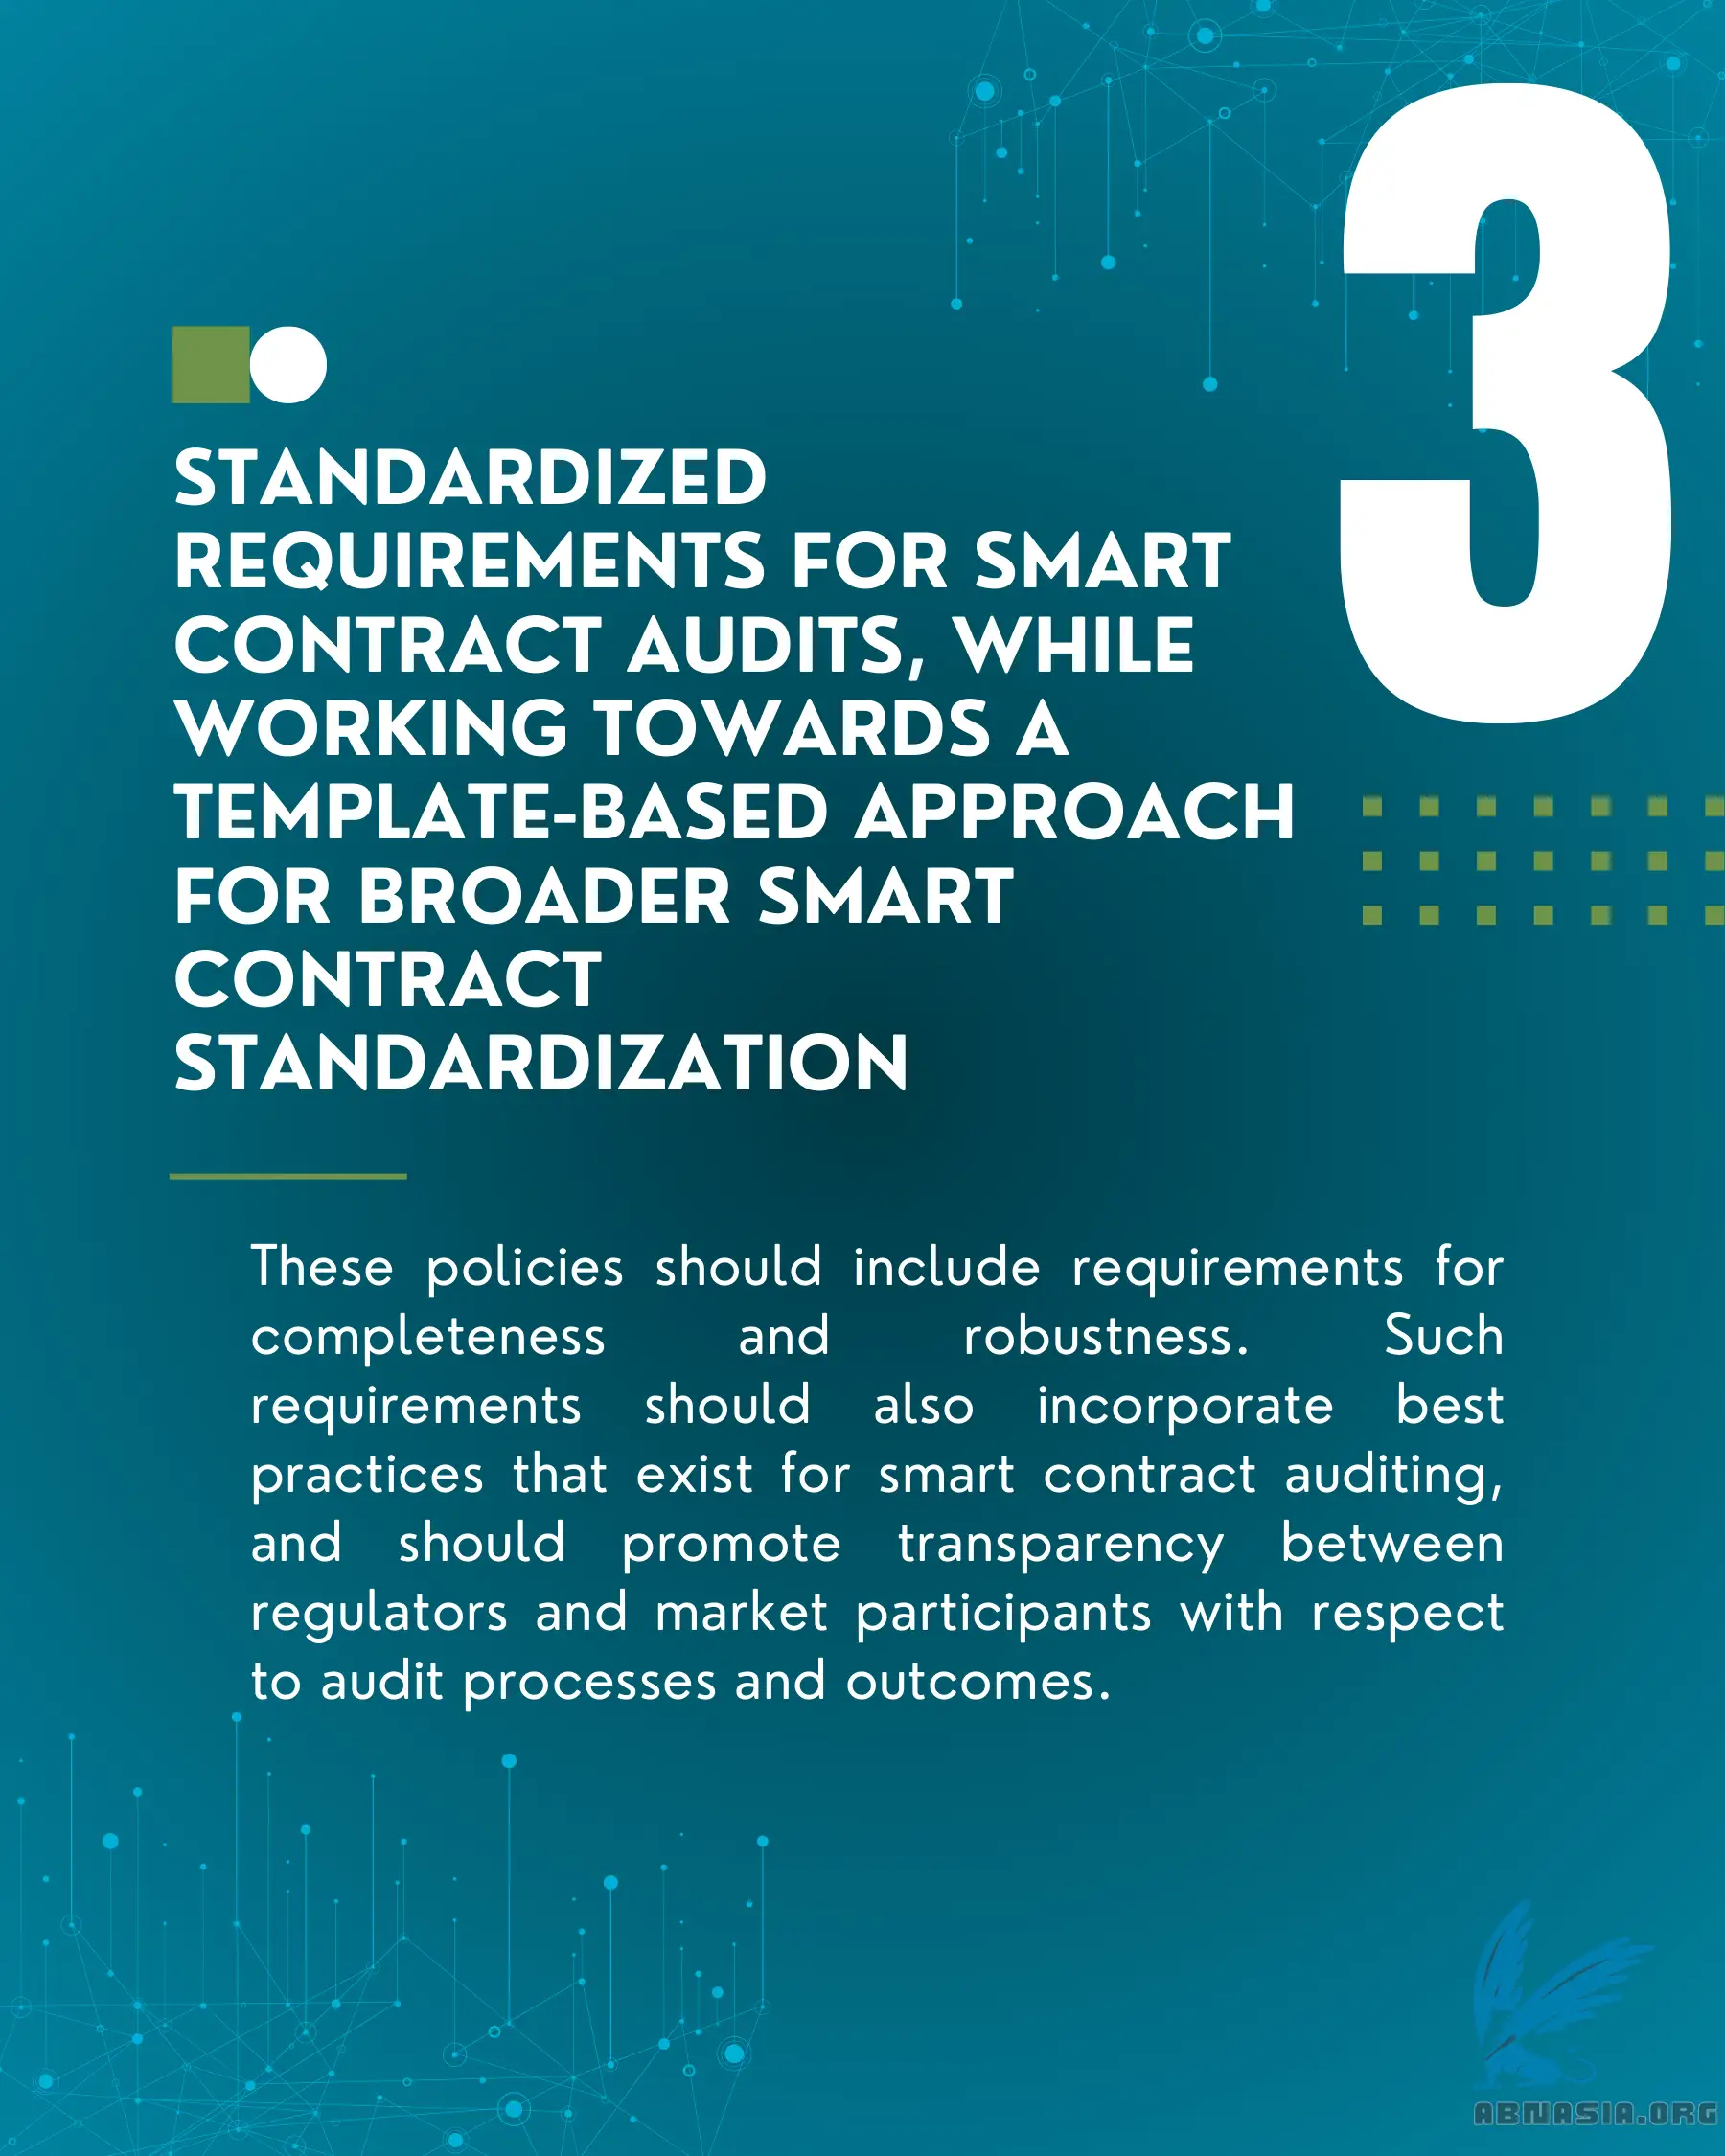 3
STANDARDIZED
REQUIREMENTS FOR SMART
CONTRACT AUDITS, WHILE
WORKING TOWARDS A
TEMPLATE-BASED APPROACH
FOR BROADER SMART
CONTRACT
STANDARDIZATION
These policies should include requirements for
completeness and robustness. Such
requirements should also incorporate best
practices that exist for smart contract auditing,
and should promote transparency between
regulators and market participants with respect
to audit processes and outcomes.
ABNASIA.ORG